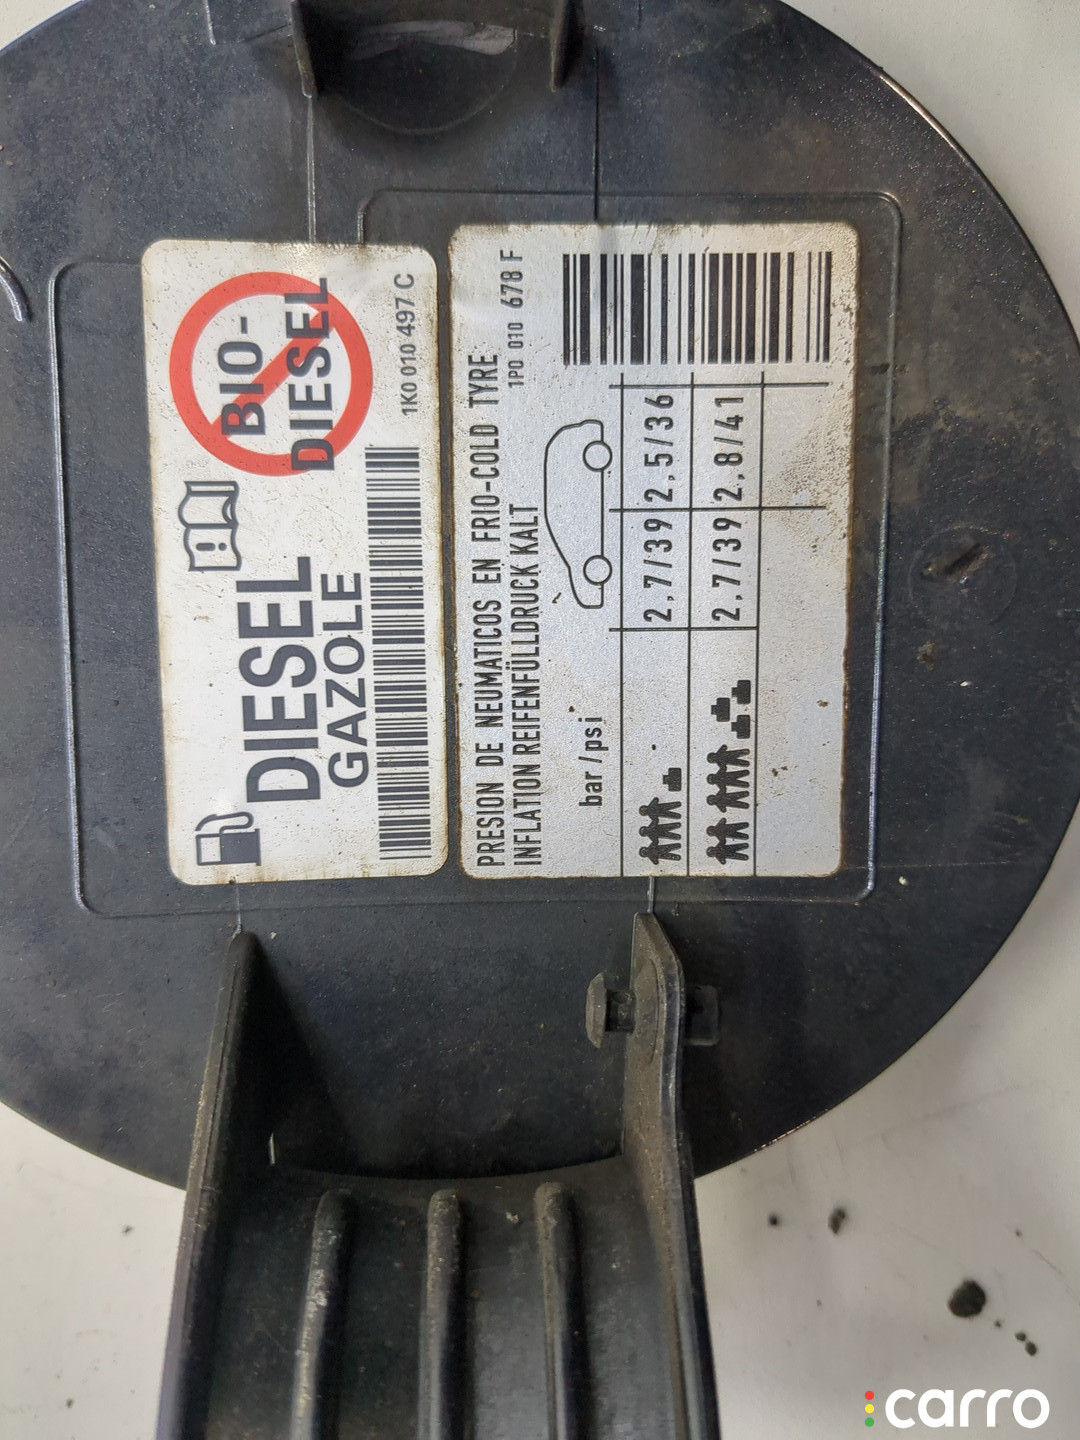 DIESEL
GAZOLE
BIO-
DIESEL
1K0 010 497 C
PRESION DE NEUMATICOS EN FRIO-COLD TYRE
INFLATION REIFENFÜLLDRUCK KALT
1P0 010 678 F
bar/psi
2,7/39 2,5/36
2,7/39 2,8/41
carro